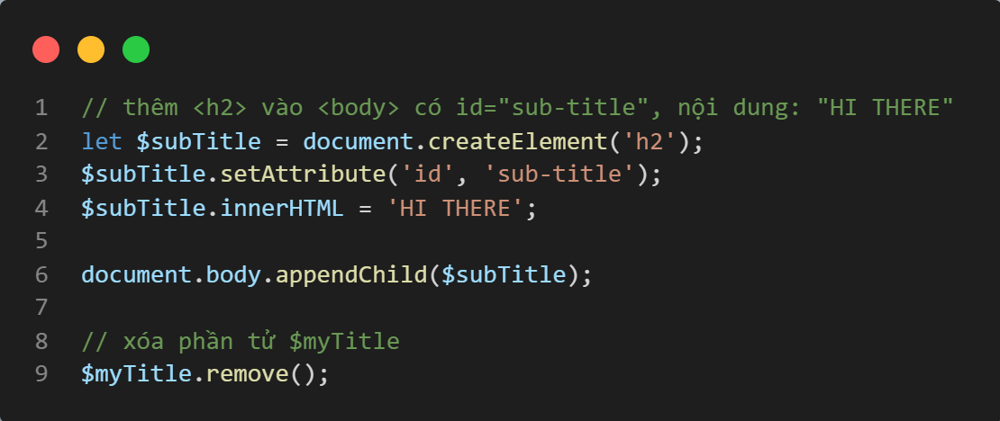 1 // thêm <h2> vào <body> có id="sub-title", nội dung: "HI THERE"
2 let $subTitle = document.createElement('h2');
3 $subTitle.setAttribute('id', 'sub-title');
4 $subTitle.innerHTML = 'HI THERE';
5
6 document.body.appendChild($subTitle);
7
8 // xóa phần tử $myTitle
9 $myTitle.remove();